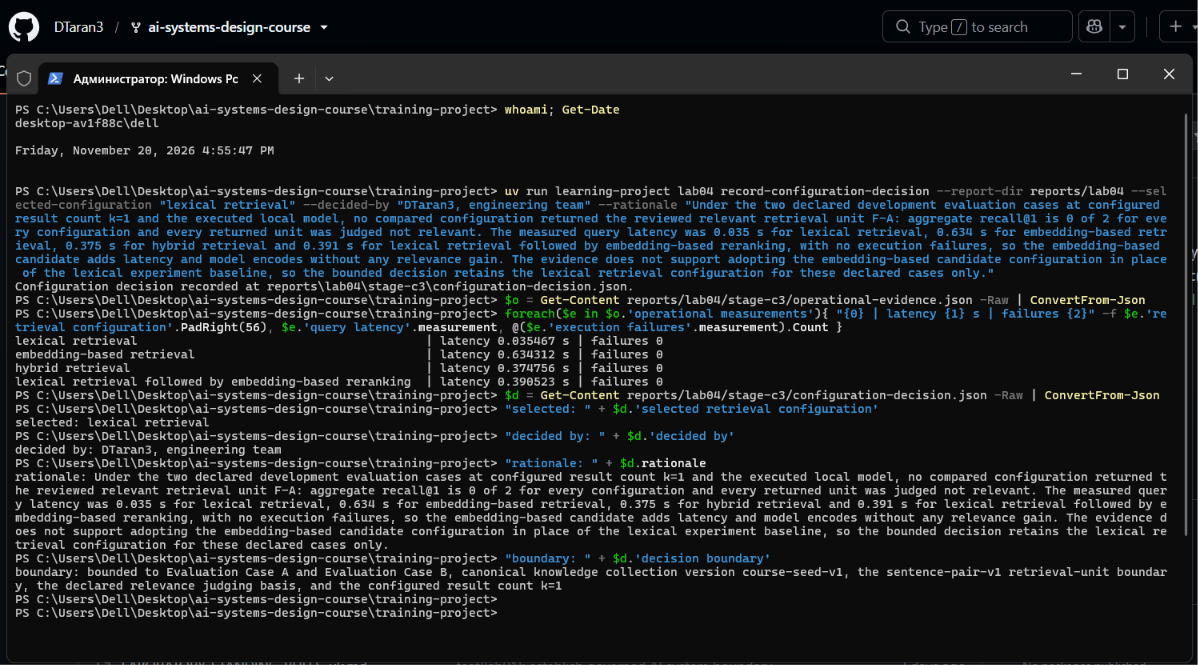 DTaran3 / ai-systems-design-course
Type / to search
Администратор: Windows Pc
PS C:\Users\Dell\Desktop\ai-systems-design-course\training-project> whoami; Get-Date
desktop-av1f88c\dell
Friday, November 20, 2026 4:55:47 PM
PS C:\Users\Dell\Desktop\ai-systems-design-course\training-project> uv run learning-project lab04 record-configuration-decision --report-dir reports/lab04 --sel
ected-configuration "lexical retrieval" --decided-by "DTaran3, engineering team" --rationale "Under the two declared development evaluation cases at configured
result count k=1 and the executed local model, no compared configuration returned the reviewed relevant retrieval unit F-A: aggregate recall@1 is 0 of 2 for eve
ry configuration and every returned unit was judged not relevant. The measured query latency was 0.035 s for lexical retrieval, 0.634 s for embedding-based retr
ieval, 0.375 s for hybrid retrieval and 0.391 s for lexical retrieval followed by embedding-based reranking, with no execution failures, so the embedding-based
candidate adds latency and model encodes without any relevance gain. The evidence does not support adopting the embedding-based candidate configuration in place
of the lexical experiment baseline, so the bounded decision retains the lexical retrieval configuration for these declared cases only."
Configuration decision recorded at reports\lab04\stage-c3\configuration-decision.json.
PS C:\Users\Dell\Desktop\ai-systems-design-course\training-project> $o = Get-Content reports/lab04/stage-c3/operational-evidence.json -Raw | ConvertFrom-Json
PS C:\Users\Dell\Desktop\ai-systems-design-course\training-project> foreach($e in $o.'operational measurements'){ "{0} | latency {1} s | failures {2}" -f $e.'re
trieval configuration'.PadRight(56), $e.'query latency'.measurement, @($e.'execution failures'.measurement).Count }
lexical retrieval | latency 0.035467 s | failures 0
embedding-based retrieval | latency 0.634312 s | failures 0
hybrid retrieval | latency 0.374756 s | failures 0
lexical retrieval followed by embedding-based reranking | latency 0.390523 s | failures 0
PS C:\Users\Dell\Desktop\ai-systems-design-course\training-project> $d = Get-Content reports/lab04/stage-c3/configuration-decision.json -Raw | ConvertFrom-Json
PS C:\Users\Dell\Desktop\ai-systems-design-course\training-project> "selected: " + $d.'selected retrieval configuration'
selected: lexical retrieval
PS C:\Users\Dell\Desktop\ai-systems-design-course\training-project> "decided by: " + $d.'decided by'
decided by: DTaran3, engineering team
PS C:\Users\Dell\Desktop\ai-systems-design-course\training-project> "rationale: " + $d.rationale
rationale: Under the two declared development evaluation cases at configured result count k=1 and the executed local model, no compared configuration returned t
he reviewed relevant retrieval unit F-A: aggregate recall@1 is 0 of 2 for every configuration and every returned unit was judged not relevant. The measured quer
y latency was 0.035 s for lexical retrieval, 0.634 s for embedding-based retrieval, 0.375 s for hybrid retrieval and 0.391 s for lexical retrieval followed by e
mbedding-based reranking, with no execution failures, so the embedding-based candidate adds latency and model encodes without any relevance gain. The evidence d
oes not support adopting the embedding-based candidate configuration in place of the lexical experiment baseline, so the bounded decision retains the lexical re
trieval configuration for these declared cases only.
PS C:\Users\Dell\Desktop\ai-systems-design-course\training-project> "boundary: " + $d.'decision boundary'
boundary: bounded to Evaluation Case A and Evaluation Case B, canonical knowledge collection version course-seed-v1, the sentence-pair-v1 retrieval-unit boundar
y, the declared relevance judging basis, and the configured result count k=1
PS C:\Users\Dell\Desktop\ai-systems-design-course\training-project>
PS C:\Users\Dell\Desktop\ai-systems-design-course\training-project>